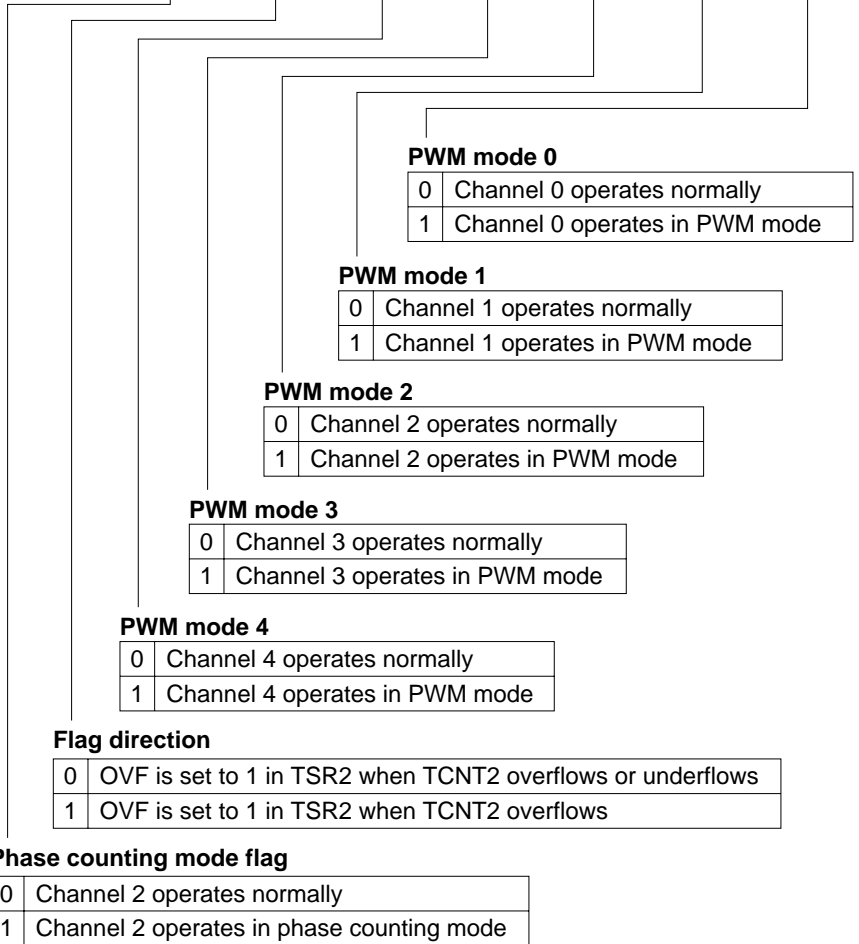 PWM mode 0
0 Channel 0 operates normally
1 Channel 0 operates in PWM mode
PWM mode 1
0 Channel 1 operates normally
1 Channel 1 operates in PWM mode
PWM mode 2
0 Channel 2 operates normally
1 Channel 2 operates in PWM mode
PWM mode 3
0 Channel 3 operates normally
1 Channel 3 operates in PWM mode
PWM mode 4
0 Channel 4 operates normally
1 Channel 4 operates in PWM mode
Flag direction
0 OVF is set to 1 in TSR2 when TCNT2 overflows or underflows
1 OVF is set to 1 in TSR2 when TCNT2 overflows
Phase counting mode flag
0 Channel 2 operates normally
1 Channel 2 operates in phase counting mode